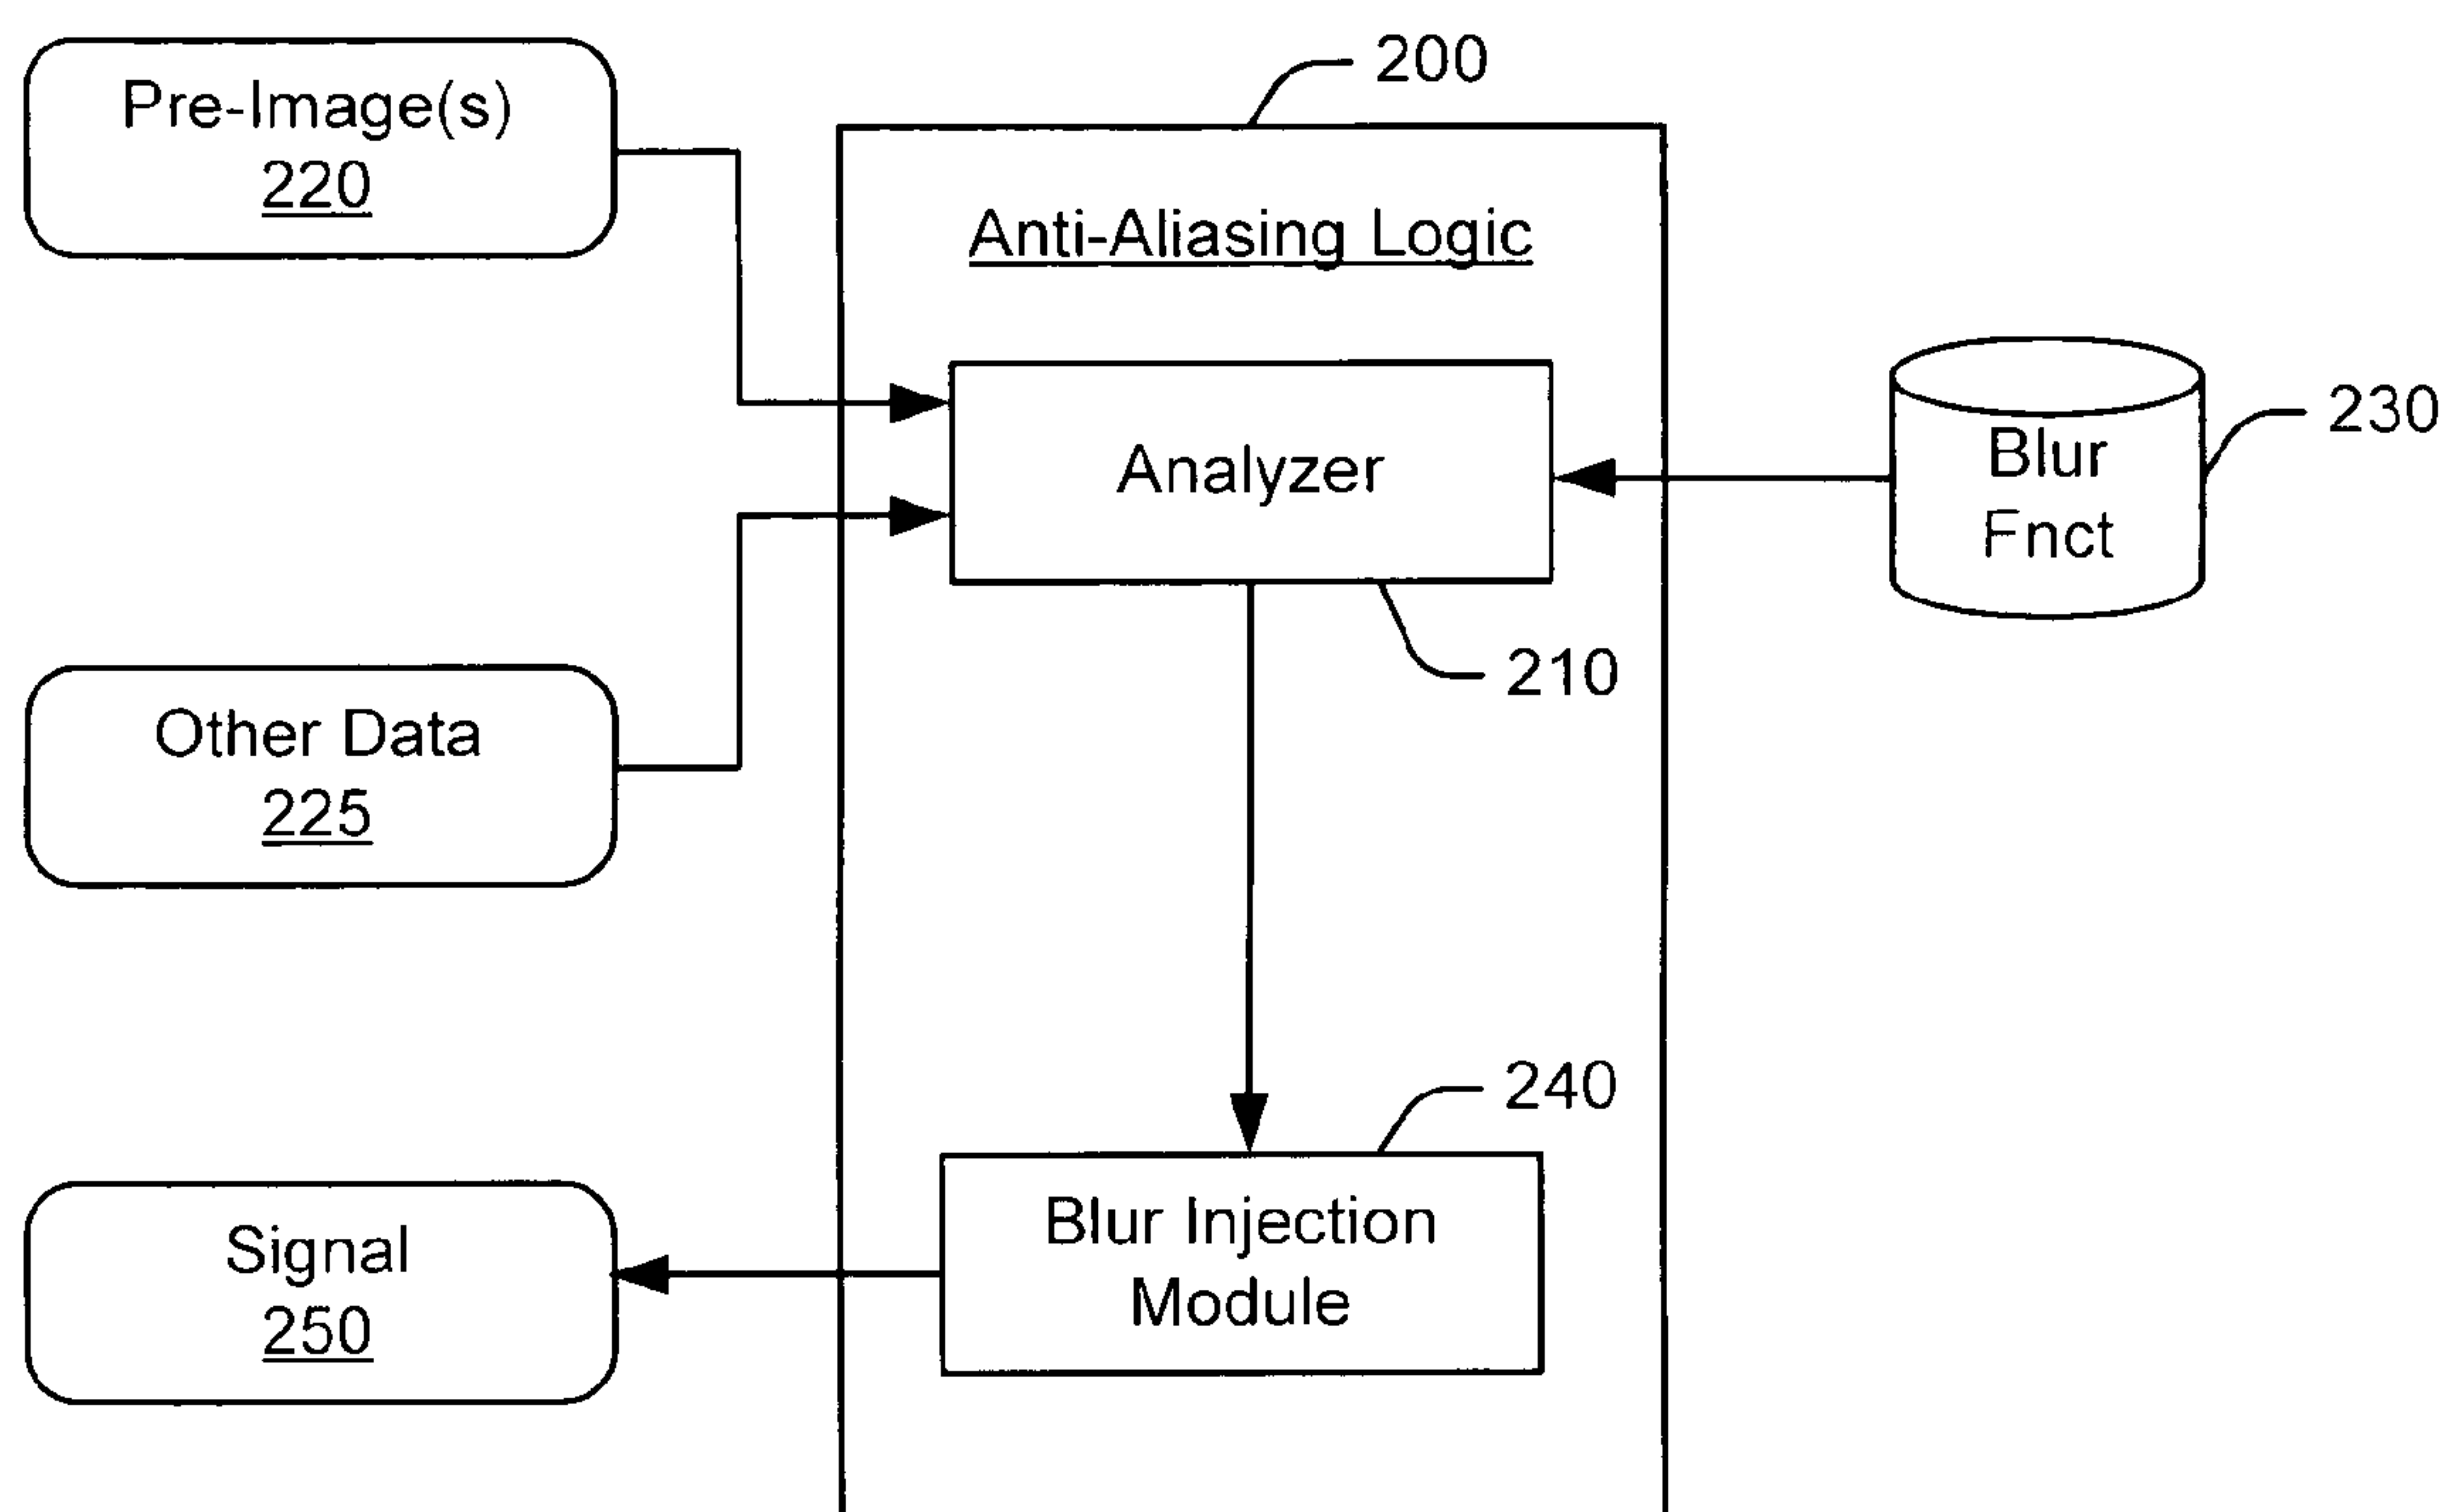 Pre-Image(s)
220
200
Anti-Aliasing Logic
Analyzer
210
Blur
Fnct
230
Other Data
225
240
Blur Injection
Module
Signal
250